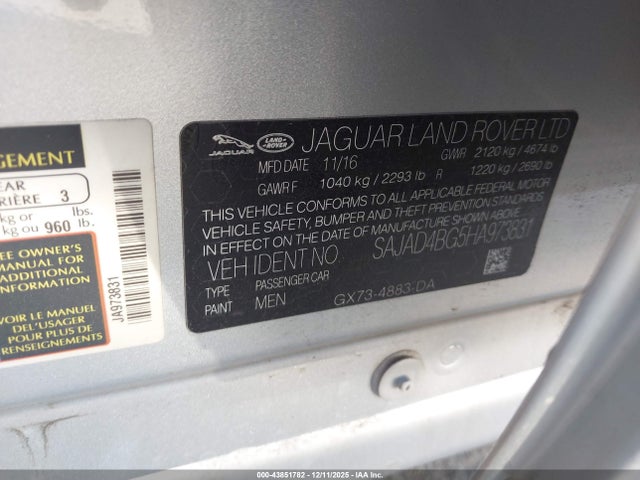 GEMENT
EAR
RIÈRE 3
kg or lbs.
kg ou 960 lb.
EE OWNER'S
MANUAL FOR
ADDITIONAL
INFORMATION
VOIR LE MANUEL
DEL'USAGER
POUR PLUS DE
RENSEIGNEMENTS
JA973831
JAGUAR
LAND ROVER
JAGUAR LAND ROVER LTD
MFD DATE 11/16 GVWR 2120 kg / 4674 lb
GAWR F 1040 kg / 2293 lb R 1220 kg / 2690 lb
THIS VEHICLE CONFORMS TO ALL APPLICABLE FEDERAL MOTOR
VEHICLE SAFETY, BUMPER AND THEFT PREVENTION STANDARDS
IN EFFECT ON THE DATE OF MANUFACTURE SHOWN ABOVE.
VEH IDENT NO. SAJAD4BG5HA973831
TYPE PASSENGER CAR
PAINT MEN GX73-4883-DA
000-43851782 - 12/11/2025 - IAAI, Inc.